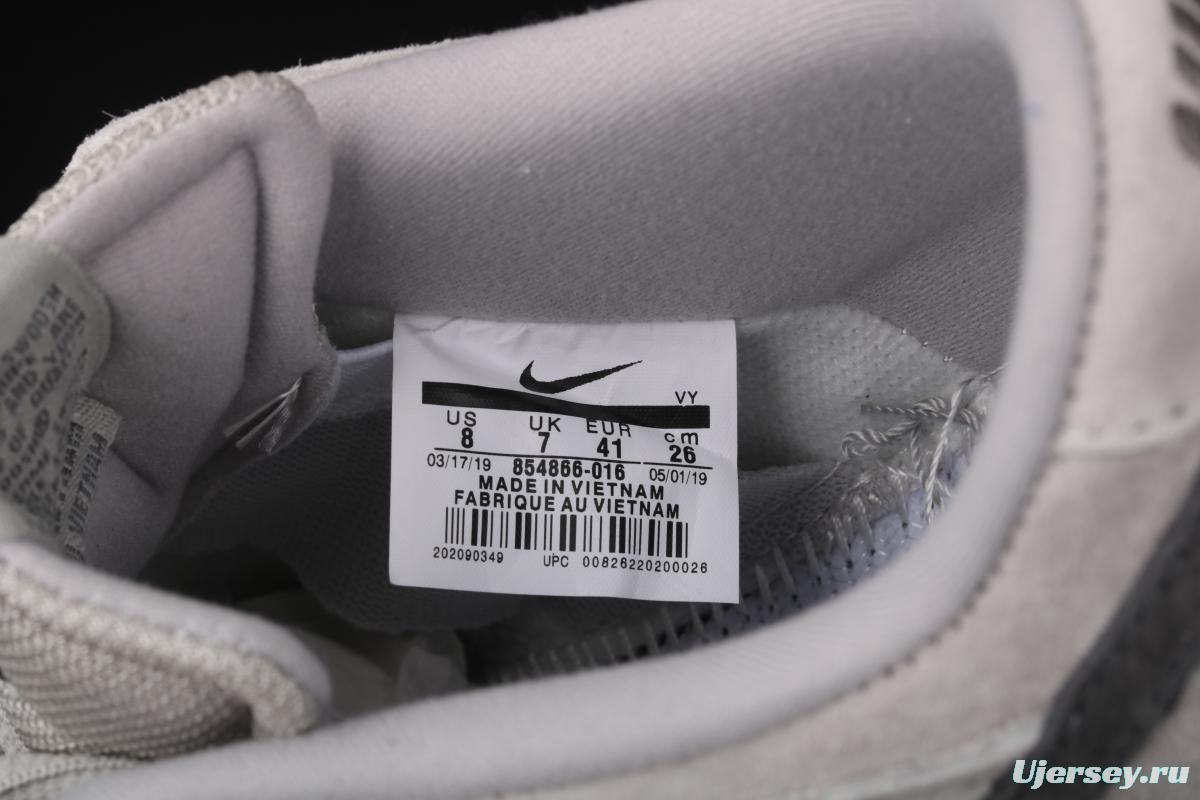 VY
US UK EUR cm
8 7 41 26
03/17/19 854866-016 05/01/19
MADE IN VIETNAM
FABRIQUE AU VIETNAM
202090349 UPC 00826220200026
VIETNAM
Ujersey.ru